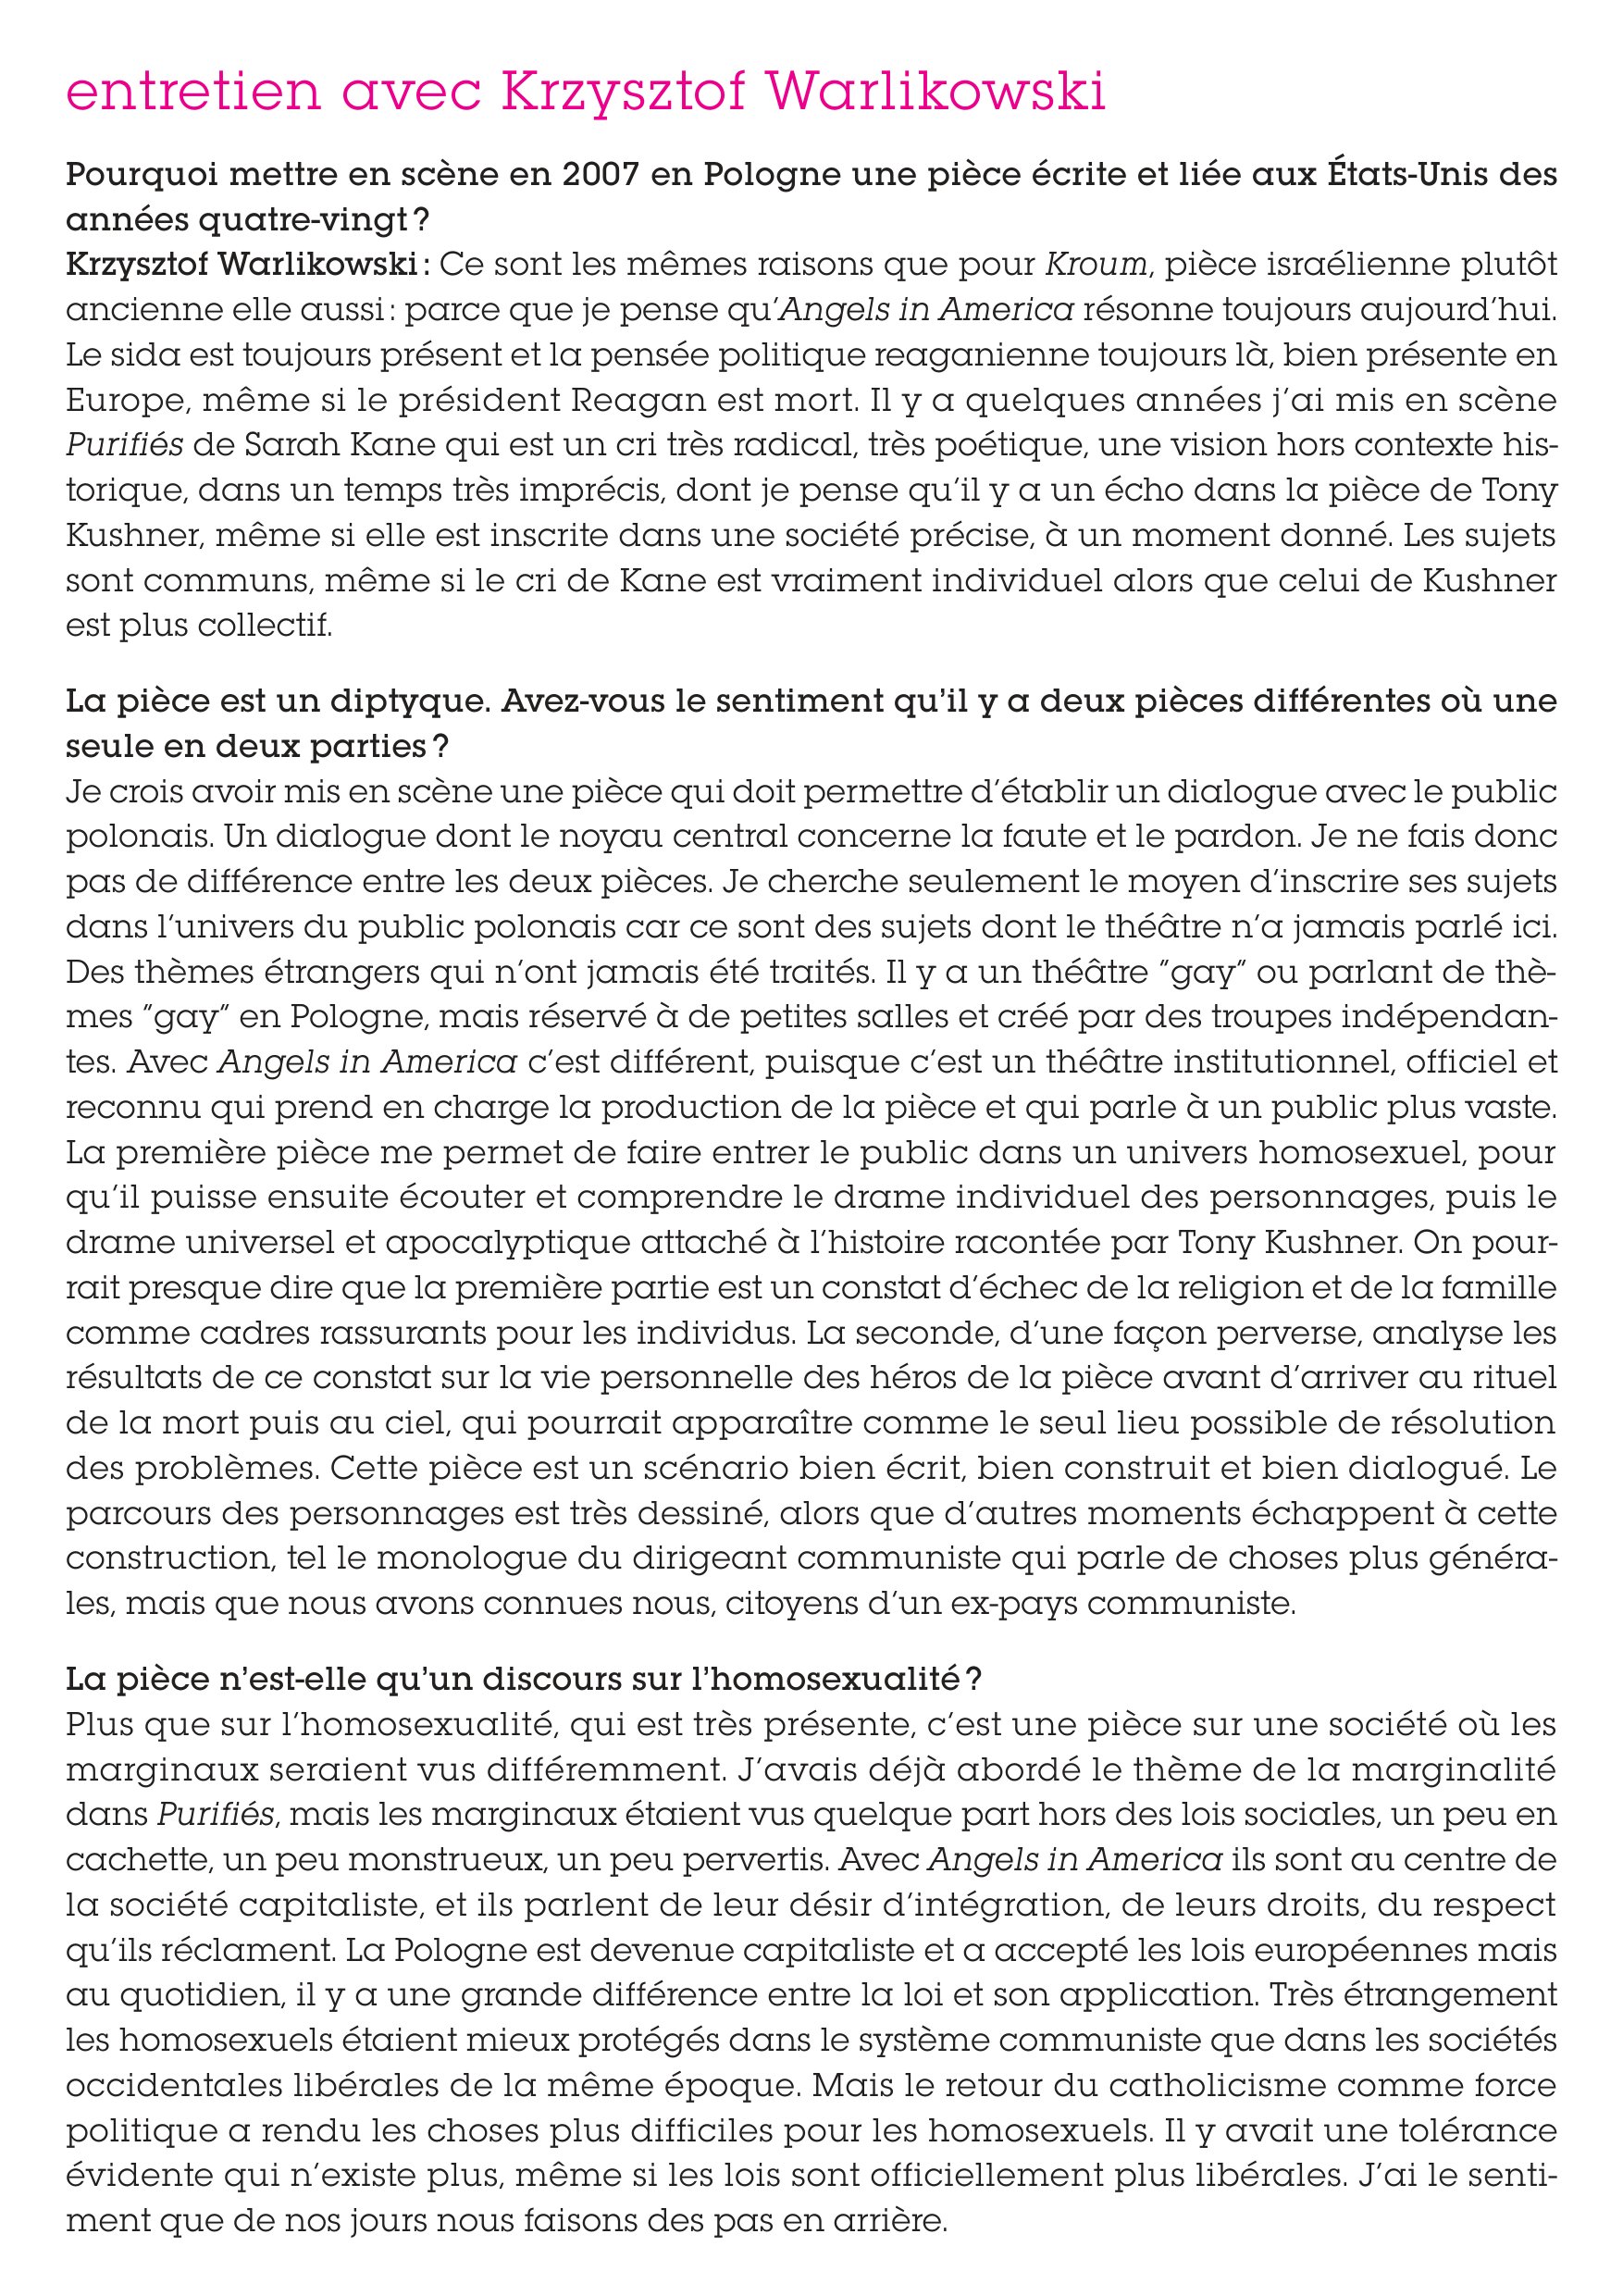 entretien avec Krzysztof Warlikowski
Pourquoi mettre en scène en 2007 en Pologne une pièce écrite et liée aux États-Unis des
années quatre-vingt ?
Krzysztof Warlikowski : Ce sont les mêmes raisons que pour Kroum, pièce israélienne plutôt
ancienne elle aussi : parce que je pense qu’Angels in America résonne toujours aujourd’hui.
Le sida est toujours présent et la pensée politique reaganienne toujours là, bien présente en
Europe, même si le président Reagan est mort. Il y a quelques années j’ai mis en scène
Purifiés de Sarah Kane qui est un cri très radical, très poétique, une vision hors contexte his-
torique, dans un temps très imprécis, dont je pense qu’il y a un écho dans la pièce de Tony
Kushner, même si elle est inscrite dans une société précise, à un moment donné. Les sujets
sont communs, même si le cri de Kane est vraiment individuel alors que celui de Kushner
est plus collectif.
La pièce est un diptyque. Avez-vous le sentiment qu’il y a deux pièces différentes où une
seule en deux parties ?
Je crois avoir mis en scène une pièce qui doit permettre d’établir un dialogue avec le public
polonais. Un dialogue dont le noyau central concerne la faute et le pardon. Je ne fais donc
pas de différence entre les deux pièces. Je cherche seulement le moyen d’inscrire ses sujets
dans l’univers du public polonais car ce sont des sujets dont le théâtre n’a jamais parlé ici.
Des thèmes étrangers qui n’ont jamais été traités. Il y a un théâtre "gay" ou parlant de thè-
mes "gay" en Pologne, mais réservé à de petites salles et créé par des troupes indépendan-
tes. Avec Angels in America c’est différent, puisque c’est un théâtre institutionnel, officiel et
reconnu qui prend en charge la production de la pièce et qui parle à un public plus vaste.
La première pièce me permet de faire entrer le public dans un univers homosexuel, pour
qu’il puisse ensuite écouter et comprendre le drame individuel des personnages, puis le
drame universel et apocalyptique attaché à l’histoire racontée par Tony Kushner. On pour-
rait presque dire que la première partie est un constat d’échec de la religion et de la famille
comme cadres rassurants pour les individus. La seconde, d’une façon perverse, analyse les
résultats de ce constat sur la vie personnelle des héros de la pièce avant d’arriver au rituel
de la mort puis au ciel, qui pourrait apparaître comme le seul lieu possible de résolution
des problèmes. Cette pièce est un scénario bien écrit, bien construit et bien dialogué. Le
parcours des personnages est très dessiné, alors que d’autres moments échappent à cette
construction, tel le monologue du dirigeant communiste qui parle de choses plus généra-
les, mais que nous avons connues nous, citoyens d’un ex-pays communiste.
La pièce n’est-elle qu’un discours sur l’homosexualité ?
Plus que sur l’homosexualité, qui est très présente, c’est une pièce sur une société où les
marginaux seraient vus différemment. J’avais déjà abordé le thème de la marginalité
dans Purifiés, mais les marginaux étaient vus quelque part hors des lois sociales, un peu en
cachette, un peu monstrueux, un peu pervertis. Avec Angels in America ils sont au centre de
la société capitaliste, et ils parlent de leur désir d’intégration, de leurs droits, du respect
qu’ils réclament. La Pologne est devenue capitaliste et a accepté les lois européennes mais
au quotidien, il y a une grande différence entre la loi et son application. Très étrangement
les homosexuels étaient mieux protégés dans le système communiste que dans les sociétés
occidentales libérales de la même époque. Mais le retour du catholicisme comme force
politique a rendu les choses plus difficiles pour les homosexuels. Il y avait une tolérance
évidente qui n’existe plus, même si les lois sont officiellement plus libérales. J’ai le senti-
ment que de nos jours nous faisons des pas en arrière.